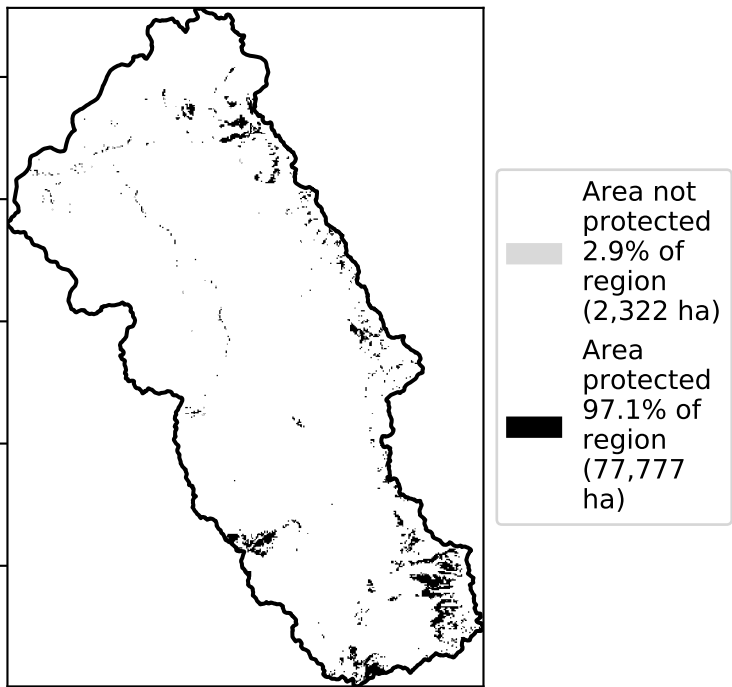 Area not
protected
2.9% of
region
(2,322 ha)
Area
protected
97.1% of
region
(77,777
ha)